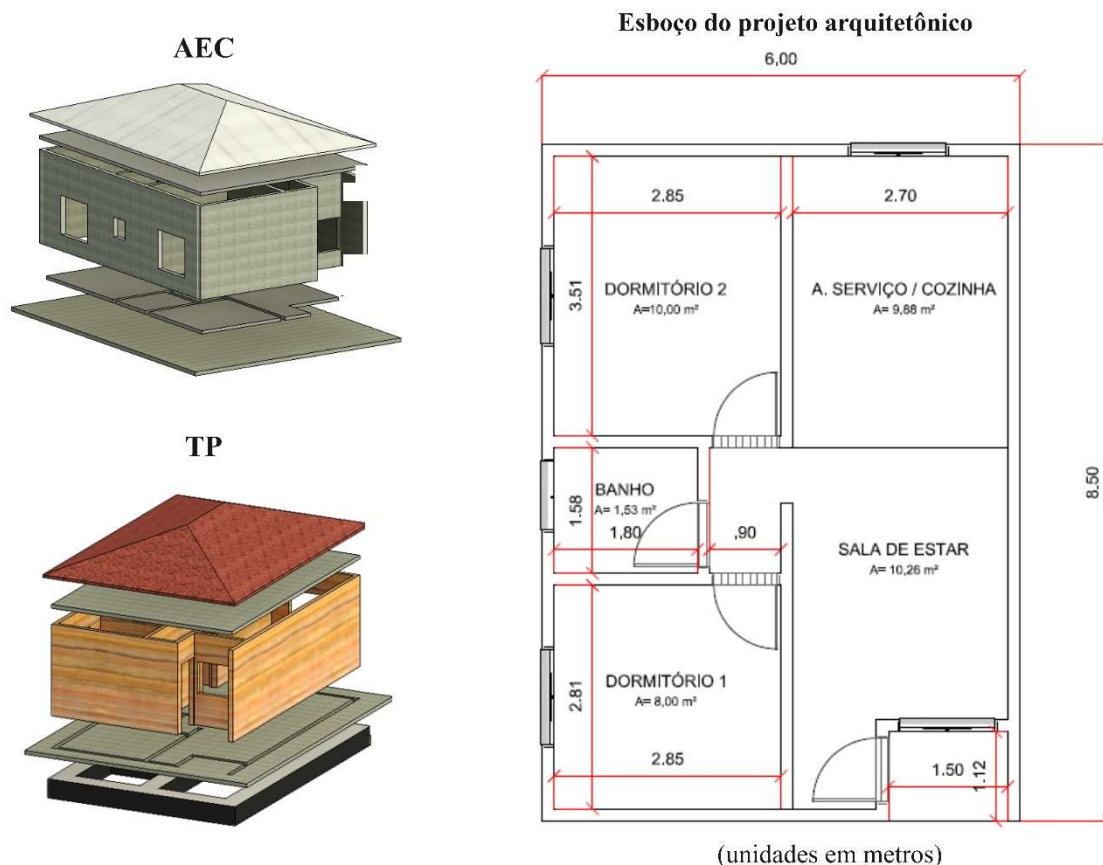 AEC
TP
Esboço do projeto arquitetônico
6,00
2.85
2.70
3.51
DORMITÓRIO 2
A=10,00 m²
A. SERVIÇO / COZINHA
A= 9,88 m²
8.50
BANHO
A= 1,53 m²
1.58
1,80
,90
SALA DE ESTAR
A= 10,26 m²
DORMITÓRIO 1
A= 8,00 m²
2.81
2.85
1.50
1.12
(unidades em metros)